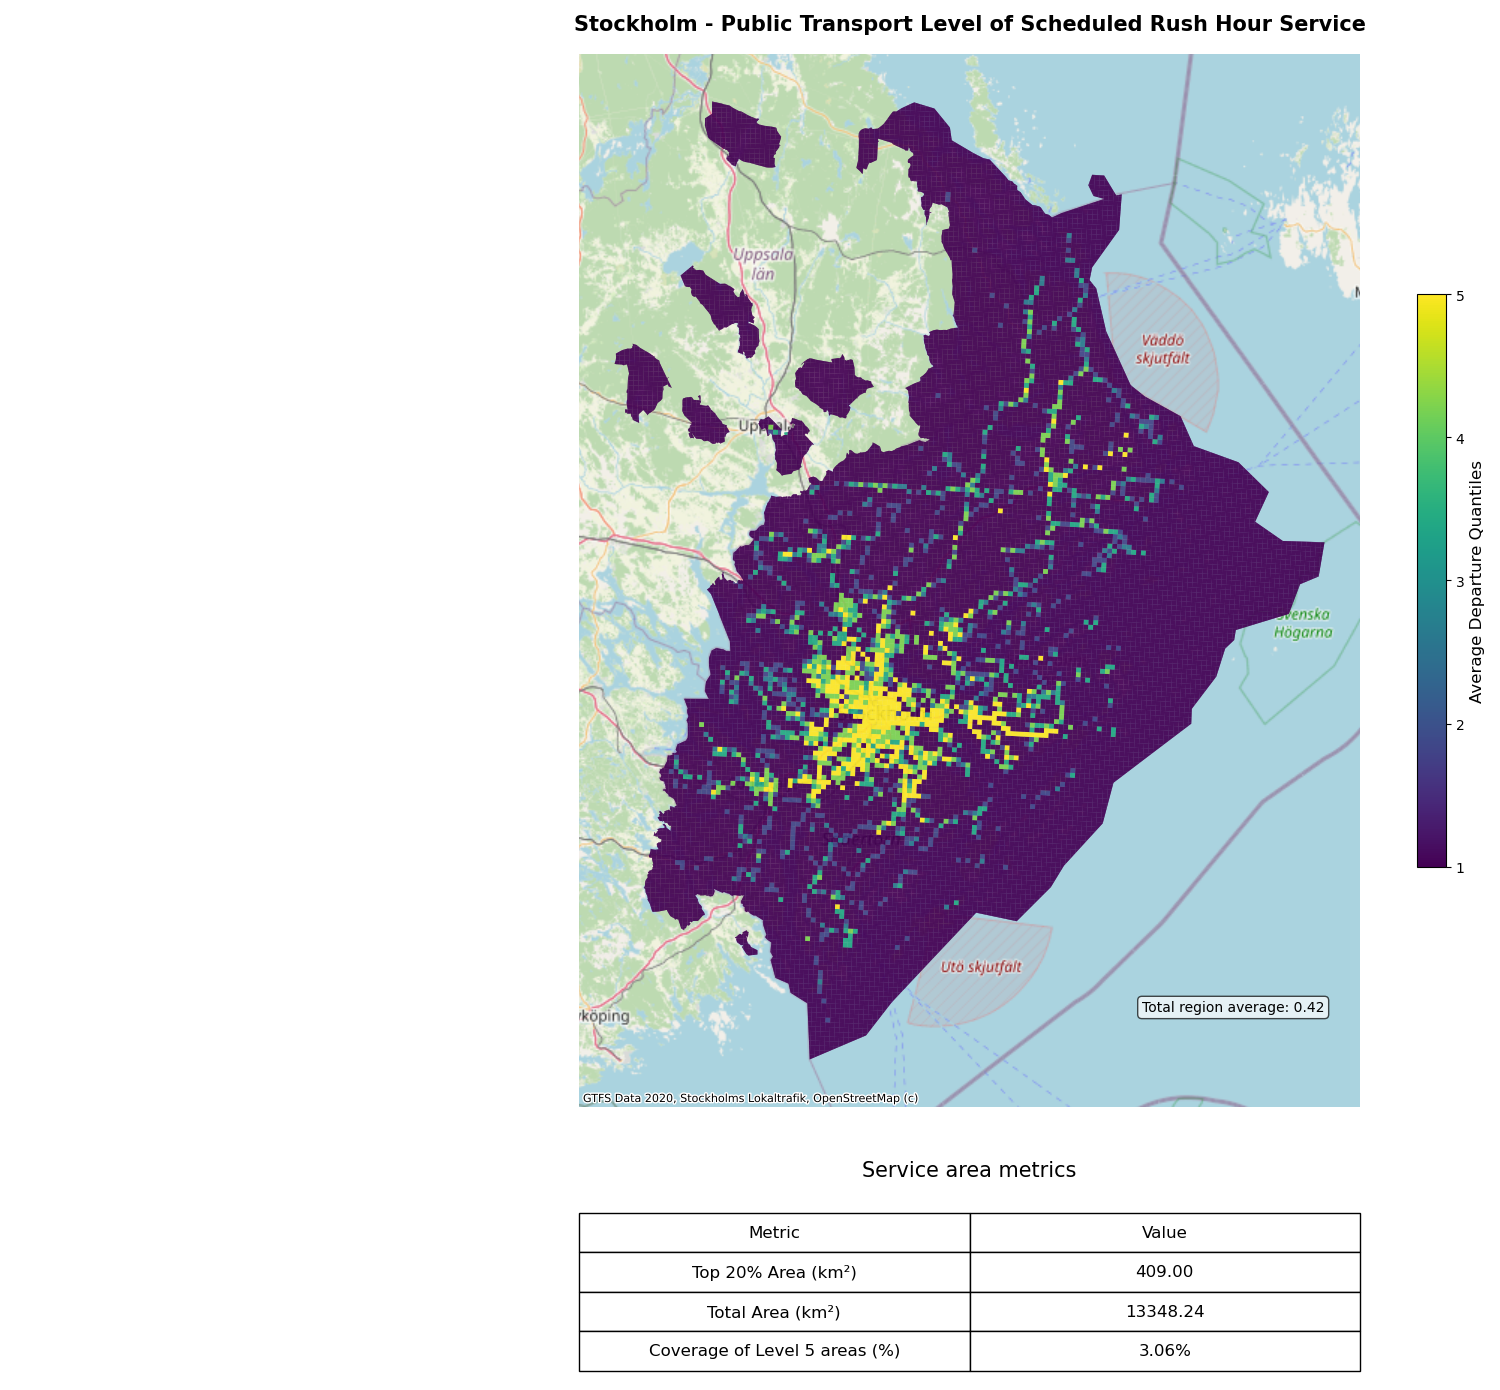 Stockholm - Public Transport Level of Scheduled Rush Hour Service
Uppsala
län
Väddö
skjutfält
5
4
Average Departure Quantiles
3
2
1
Svenska
Högarna
Utö skjutfält
Total region average: 0.42
GTFS Data 2020, Stockholms Lokaltrafik, OpenStreetMap (c)
Service area metrics
Metric Value
Top 20% Area (km²) 409.00
Total Area (km²) 13348.24
Coverage of Level 5 areas (%) 3.06%